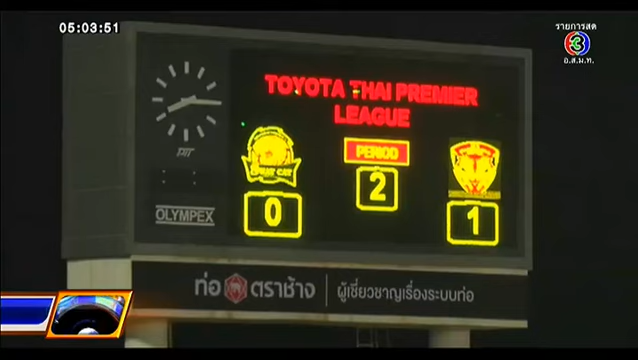 05:03:51
รายการสด
3
อ.ส.ม.ท.
TOYOTA THAI PREMIER
LEAGUE
PERIOD
0
2
1
OLYMPEX
ท่อ ตราช้าง ผู้เชี่ยวชาญเรื่องระบบท่อ